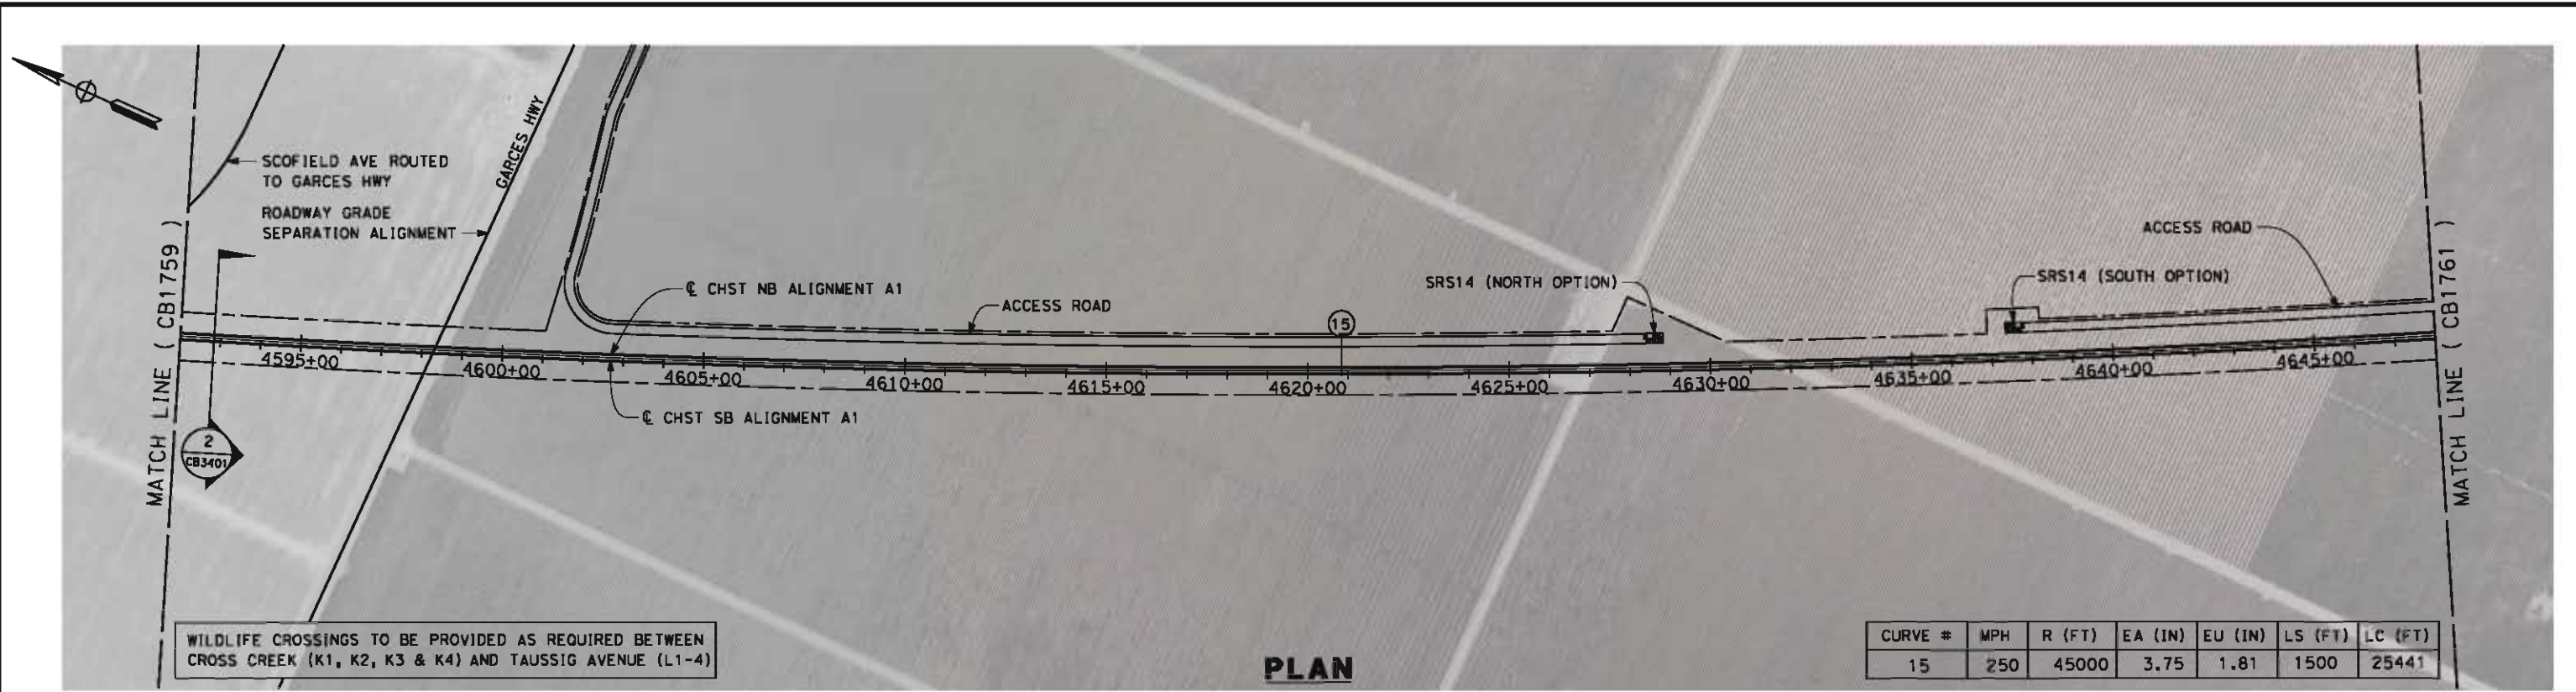 SCOFIELD AVE ROUTED
TO GARCES HWY
ROADWAY GRADE
SEPARATION ALIGNMENT
GARCES HWY
MATCH LINE ( CB1759 )
2
CB3401
℄ CHST NB ALIGNMENT A1
ACCESS ROAD
15
SRS14 (NORTH OPTION)
SRS14 (SOUTH OPTION)
ACCESS ROAD
MATCH LINE ( CB1761 )
4595+00
4600+00
4605+00
4610+00
4615+00
4620+00
4625+00
4630+00
4635+00
4640+00
4645+00
℄ CHST SB ALIGNMENT A1
WILDLIFE CROSSINGS TO BE PROVIDED AS REQUIRED BETWEEN
CROSS CREEK (K1, K2, K3 & K4) AND TAUSSIG AVENUE (L1-4)
PLAN
CURVE # MPH R (FT) EA (IN) EU (IN) LS (FT) LC (FT)
15 250 45000 3.75 1.81 1500 25441